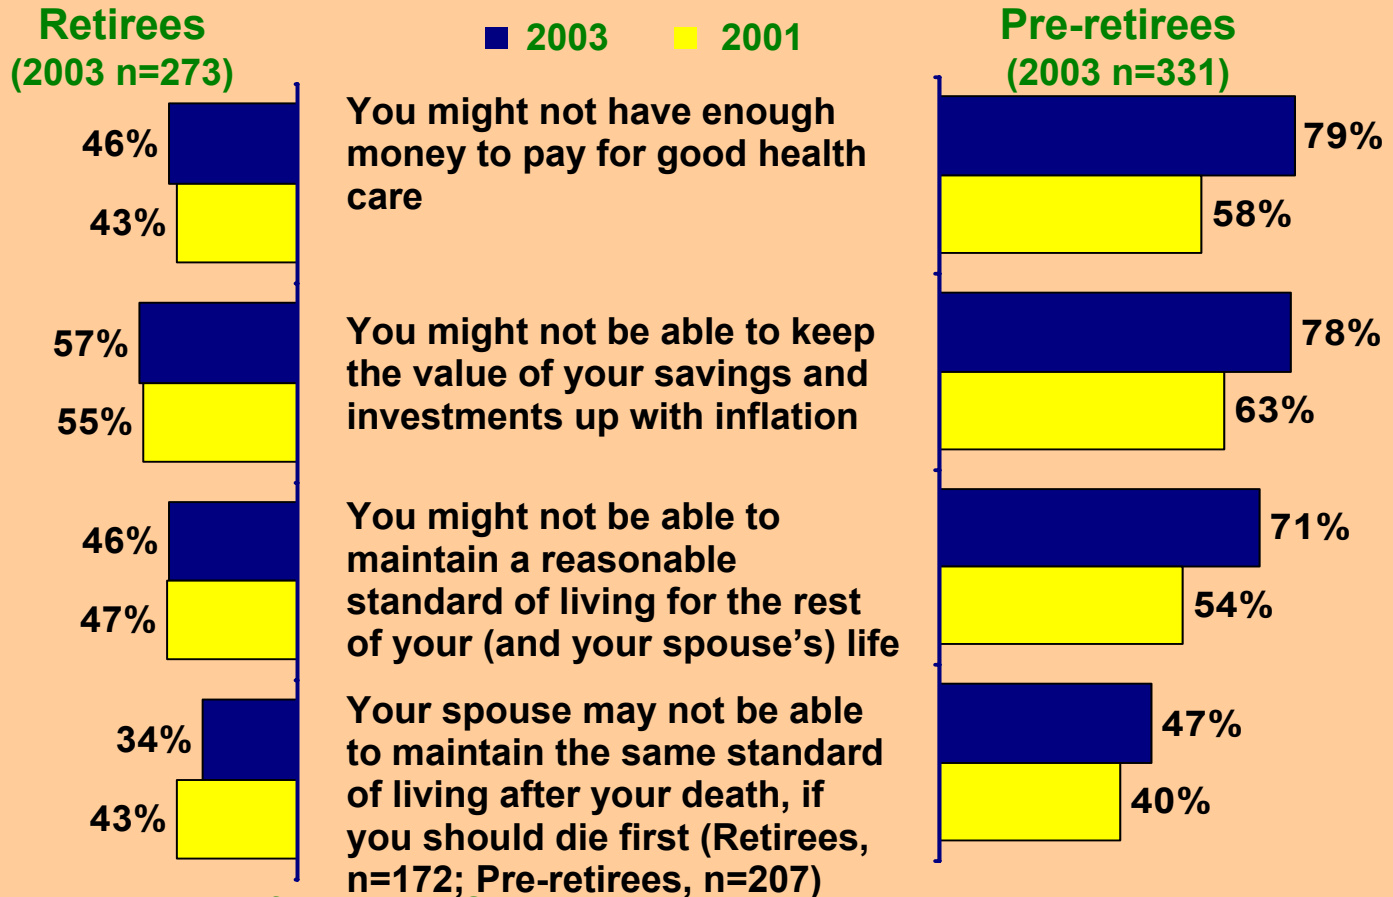 Retirees
(2003 n=273)
2003
2001
Pre-retirees
(2003 n=331)
46%
43%
You might not have enough
money to pay for good health
care
79%
58%
57%
55%
You might not be able to keep
the value of your savings and
investments up with inflation
78%
63%
46%
47%
You might not be able to
maintain a reasonable
standard of living for the rest
of your (and your spouse’s) life
71%
54%
34%
43%
Your spouse may not be able
to maintain the same standard
of living after your death, if
you should die first (Retirees,
n=172; Pre-retirees, n=207)
47%
40%